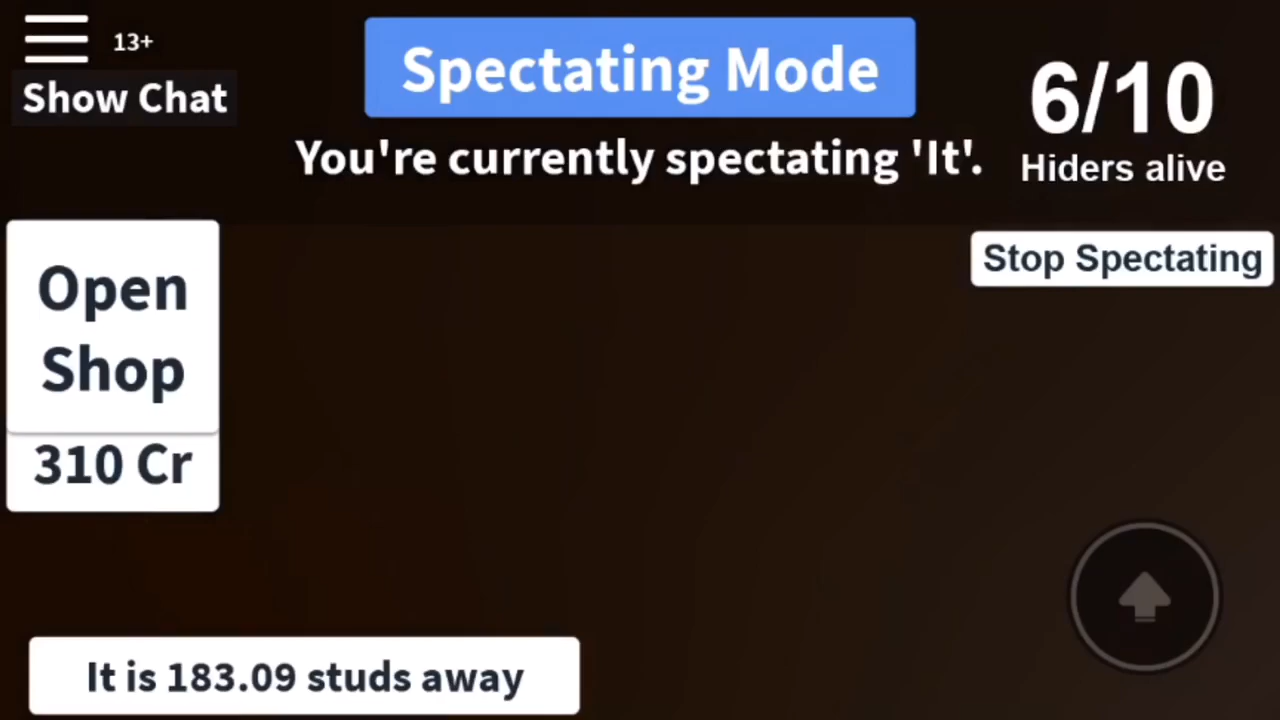 13+
Show Chat
Spectating Mode
You're currently spectating 'It'.
6/10
Hiders alive
Stop Spectating
Open
Shop
310 Cr
It is 183.09 studs away